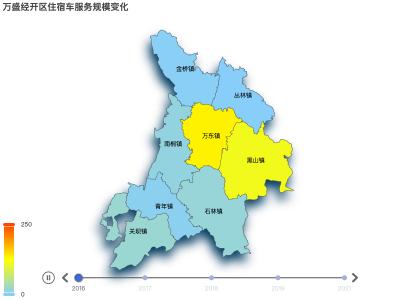 万盛经开区住宿车服务规模变化
金桥镇
丛林镇
万东镇
南桐镇
黑山镇
青年镇
石林镇
关坝镇
250
0
2016
2017
2018
2019
2021